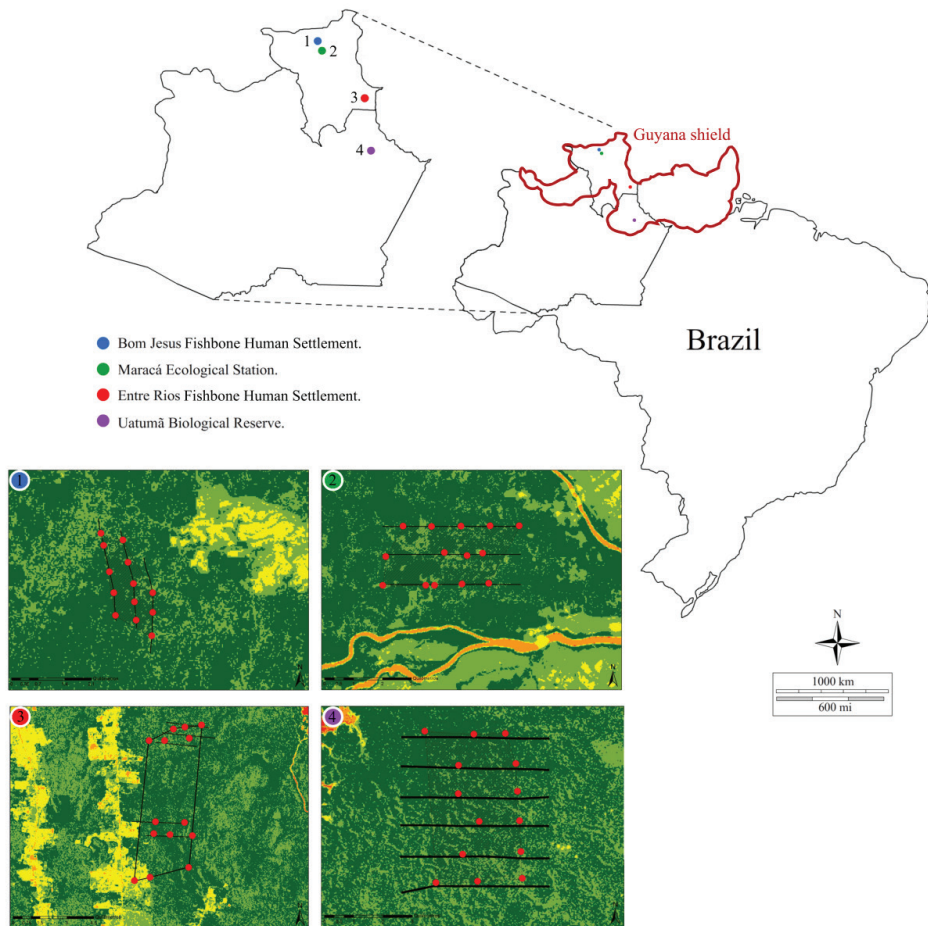 1
2
3
4
Guyana shield
Brazil
Bom Jesus Fishbone Human Settlement.
Maracá Ecological Station.
Entre Rios Fishbone Human Settlement.
Uatumã Biological Reserve.
1
2
3
4
N
1000 km
600 mi